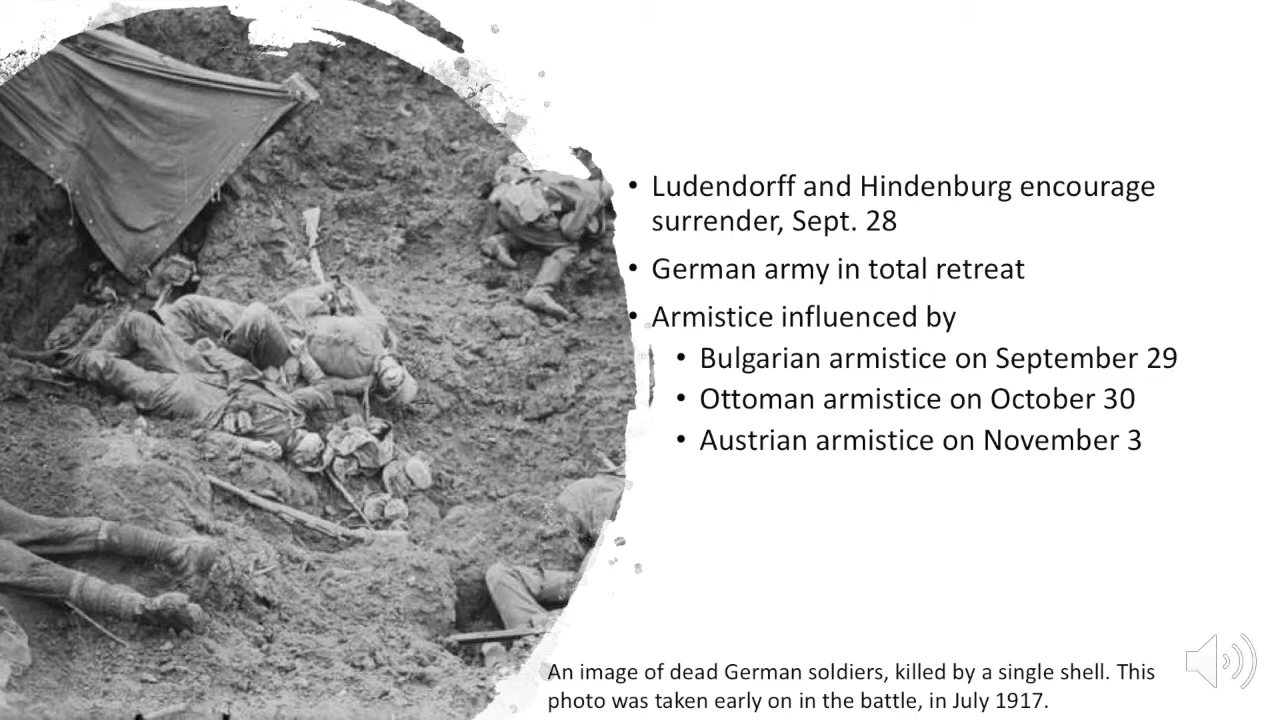 • Ludendorff and Hindenburg encourage
surrender, Sept. 28
• German army in total retreat
• Armistice influenced by
• Bulgarian armistice on September 29
• Ottoman armistice on October 30
• Austrian armistice on November 3
An image of dead German soldiers, killed by a single shell. This
photo was taken early on in the battle, in July 1917.